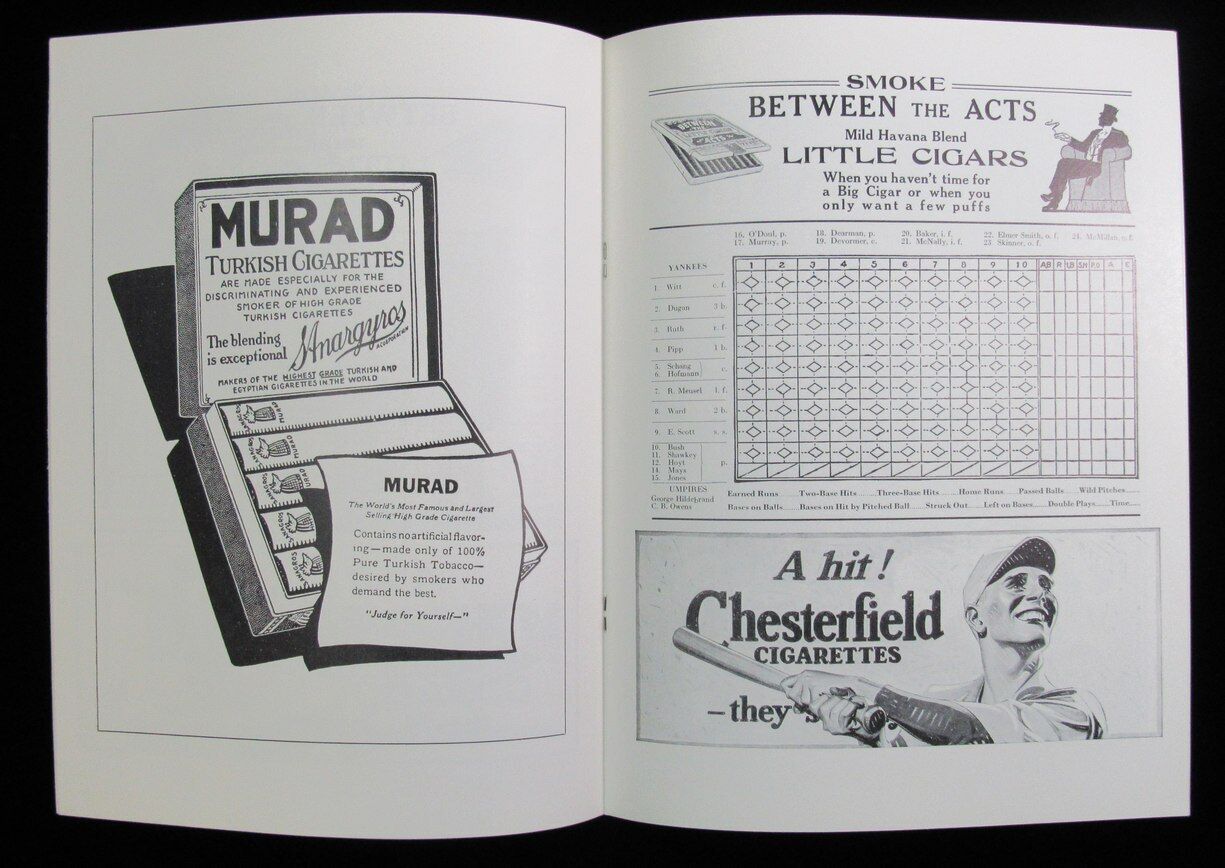 MURAD
TURKISH CIGARETTES
ARE MADE ESPECIALLY FOR THE
DISCRIMINATING AND EXPERIENCED
SMOKER OF HIGH GRADE
TURKISH CIGARETTES
The blending
is exceptional
Anargyros
A CORPORATION
MAKERS OF THE HIGHEST GRADE TURKISH AND
EGYPTIAN CIGARETTES IN THE WORLD
MURAD
MURAD
MURAD
The World's Most Famous and Largest
Selling High Grade Cigarette
Contains no artificial flavor-
ing—made only of 100%
Pure Turkish Tobacco—
desired by smokers who
demand the best.
"Judge for Yourself—"
SMOKE
BETWEEN THE ACTS
Mild Havana Blend
LITTLE CIGARS
When you haven't time for
a Big Cigar or when you
only want a few puffs
BETWEEN
ACTS
16. O'Doul, p. 18. Dearman, p. 20. Baker, i. f. 22. Elmer Smith, o. f. 24. McMillan, o. f.
17. Murray, p. 19. Devormer, c. 21. McNally, i. f. 23 Skinner, o. f.
YANKEES 1 2 3 4 5 6 7 8 9 10 AB R 1B SH PO A E
1. Witt c. f.
2. Dugan 3 b.
3. Ruth r. f.
4. Pipp 1 b.
5. Schang
6. Hofmann c.
7. R. Meusel l. f.
8. Ward 2 b.
9. E. Scott s. s.
10. Bush
11. Shawkey
12. Hoyt p.
14. Mays
15. Jones
UMPIRES
George Hildebrand
C. B. Owens
Earned Runs Two-Base Hits Three-Base Hits Home Runs Passed Balls Wild Pitches
Bases on Balls Bases on Hit by Pitched Ball Struck Out Left on Bases Double Plays Time
A hit!
Chesterfield
CIGARETTES
–they